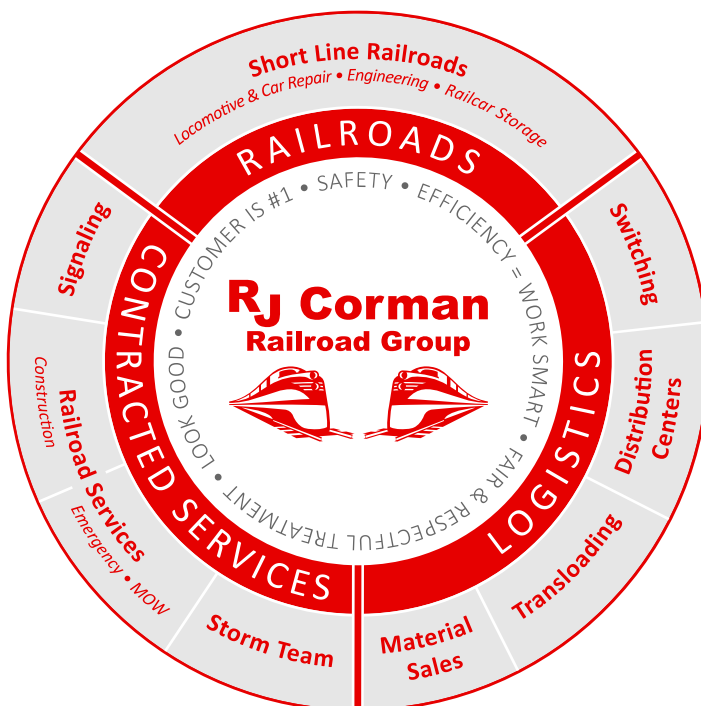 Short Line Railroads
Locomotive & Car Repair • Engineering • Railcar Storage
RAILROADS
CUSTOMER IS #1 • SAFETY • EFFICIENCY = WORK SMART • FAIR & RESPECTFUL TREATMENT • LOOK GOOD •
RJ Corman
Railroad Group
LOGISTICS
Switching
Distribution
Centers
Transloading
Material
Sales
CONTRACTED SERVICES
Signaling
Railroad Services
Construction
Emergency • MOW
Storm Team